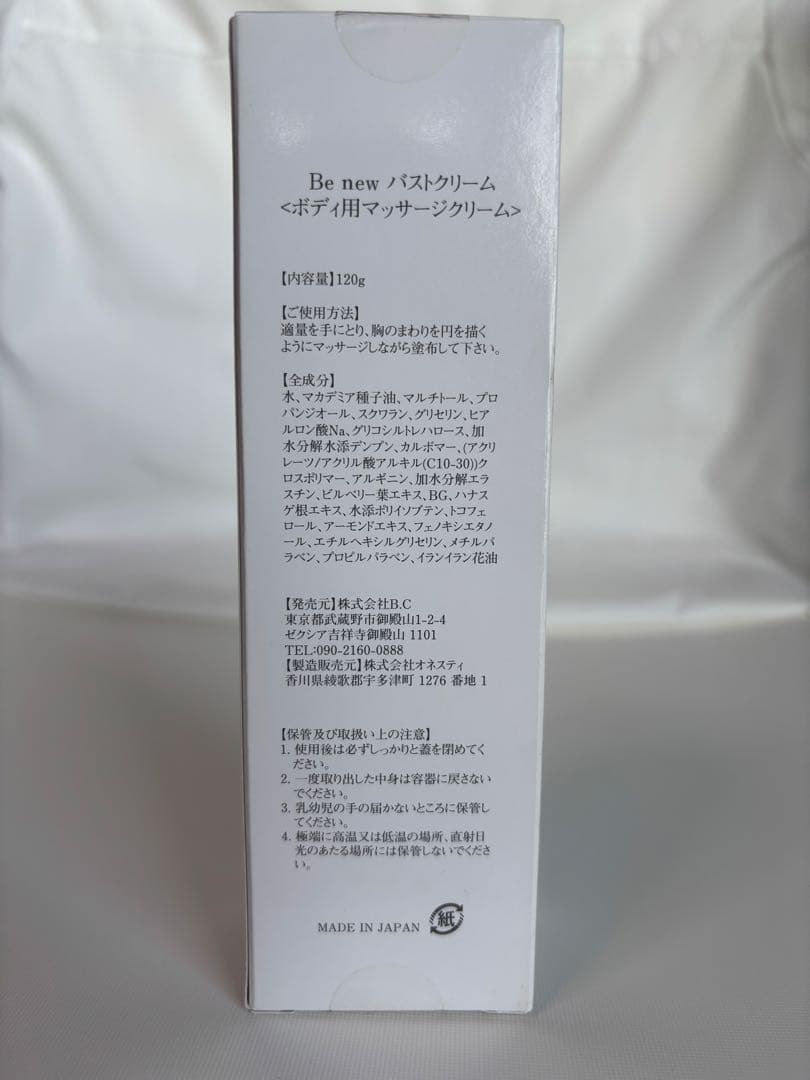 Be new バストクリーム
<ボディ用マッサージクリーム>
【内容量】120g
【ご使用方法】
適量を手にとり、胸のまわりを円を描く
ようにマッサージしながら塗布して下さい。
【全成分】
水、マカデミア種子油、マルチトール、プロ
パンジオール、スクワラン、グリセリン、ヒア
ルロン酸Na、グリコシルトレハロース、加
水分解水添デンプン、カルボマー、(アクリ
レーツ/アクリル酸アルキル(C10-30))ク
ロスポリマー、アルギニン、加水分解エラ
スチン、ビルベリー葉エキス、BG、ハナス
ゲ根エキス、水添ポリイソブテン、トコフェ
ロール、アーモンドエキス、フェノキシエタノ
ール、エチルヘキシルグリセリン、メチルパ
ラベン、プロピルパラベン、イランイラン花油
【発売元】株式会社B.C
東京都武蔵野市御殿山1-2-4
ゼクシア吉祥寺御殿山 1101
TEL:090-2160-0888
【製造販売元】株式会社オネスティ
香川県綾歌郡宇多津町 1276 番地 1
【保管及び取扱い上の注意】
1. 使用後は必ずしっかりと蓋を閉めてく
ださい。
2. 一度取り出した中身は容器に戻さない
でください。
3. 乳幼児の手の届かないところに保管し
てください。
4. 極端に高温又は低温の場所、直射日
光のあたる場所には保管しないでくださ
い。
MADE IN JAPAN 紙